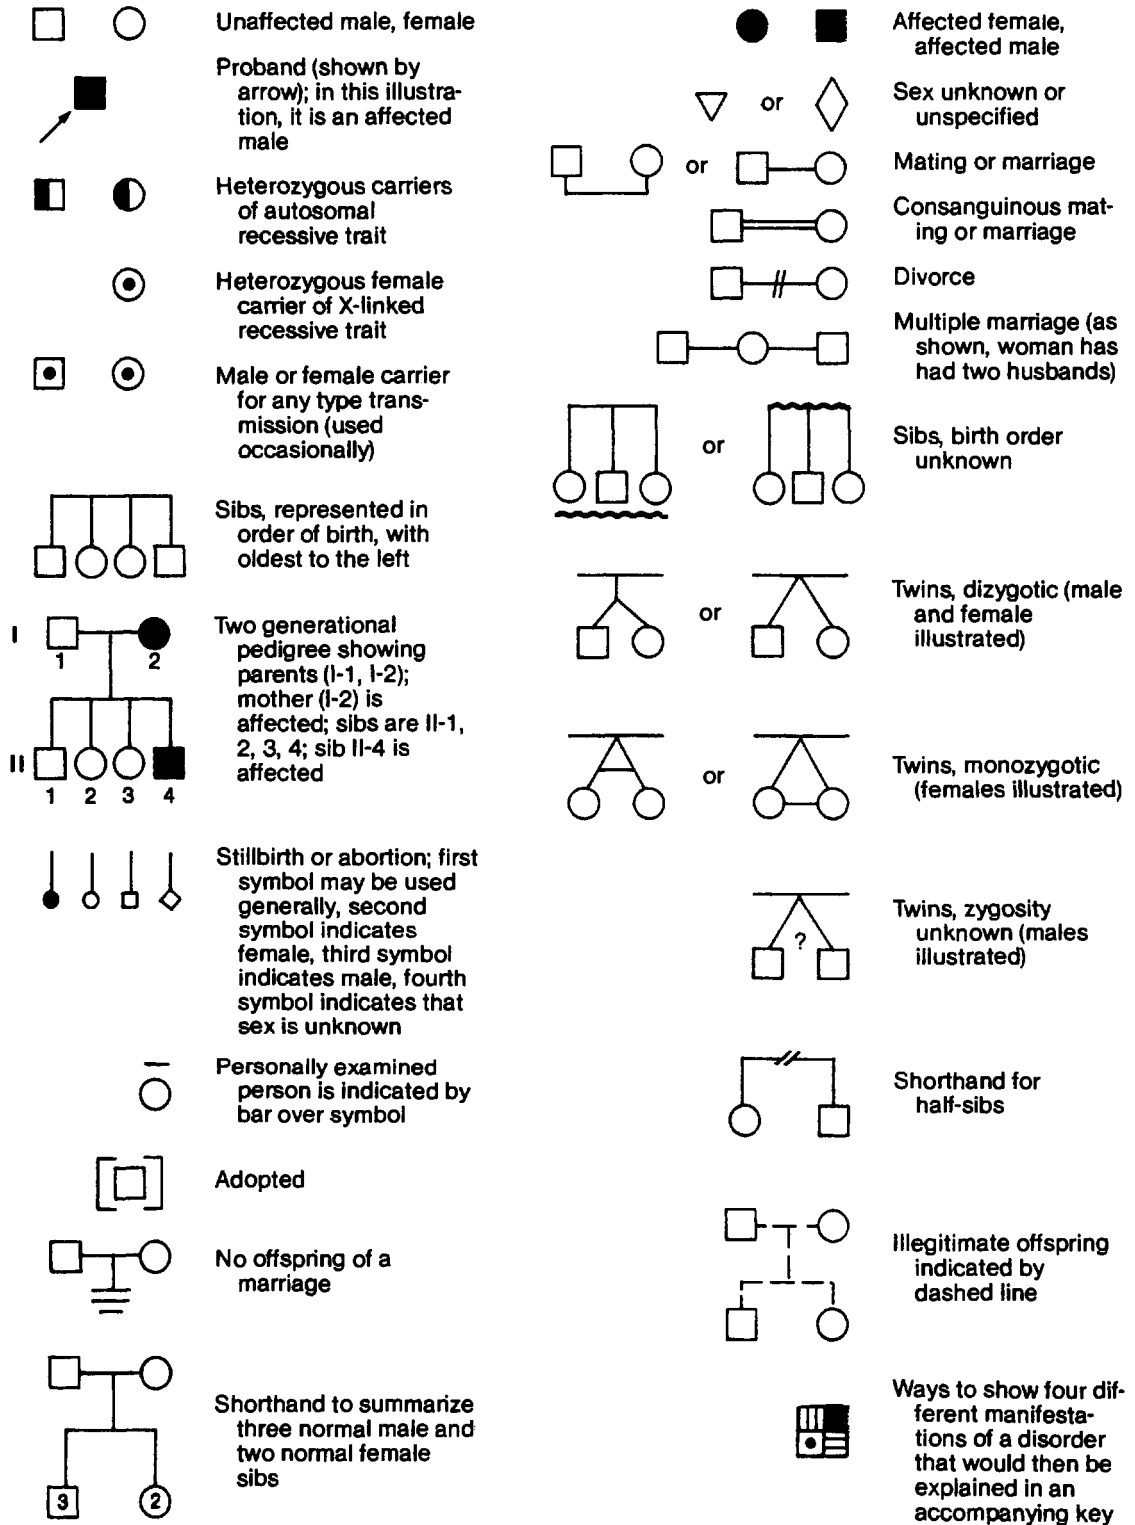 Unaffected male, female
Proband (shown by
arrow); in this illustra-
tion, it is an affected
male
Heterozygous carriers
of autosomal
recessive trait
Heterozygous female
carrier of X-linked
recessive trait
Male or female carrier
for any type trans-
mission (used
occasionally)
Sibs, represented in
order of birth, with
oldest to the left
I
1 2
II
1 2 3 4
Two generational
pedigree showing
parents (I-1, I-2);
mother (I-2) is
affected; sibs are II-1,
2, 3, 4; sib II-4 is
affected
Stillbirth or abortion; first
symbol may be used
generally, second
symbol indicates
female, third symbol
indicates male, fourth
symbol indicates that
sex is unknown
Personally examined
person is indicated by
bar over symbol
Adopted
No offspring of a
marriage
Shorthand to summarize
three normal male and
two normal female
sibs
3 2
Affected female,
affected male
or
Sex unknown or
unspecified
or
Mating or marriage
Consanguinous mat-
ing or marriage
Divorce
Multiple marriage (as
shown, woman has
had two husbands)
or
Sibs, birth order
unknown
or
Twins, dizygotic (male
and female
illustrated)
or
Twins, monozygotic
(females illustrated)
?
Twins, zygosity
unknown (males
illustrated)
Shorthand for
half-sibs
Illegitimate offspring
indicated by
dashed line
Ways to show four dif-
ferent manifesta-
tions of a disorder
that would then be
explained in an
accompanying key